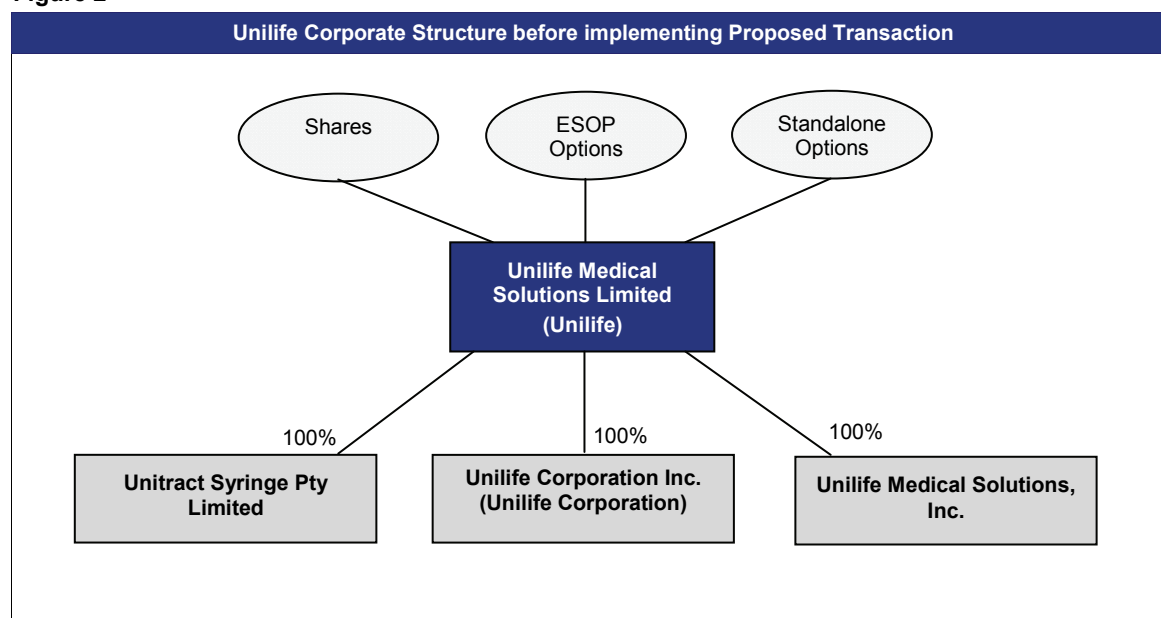 Figure 2
Unilife Corporate Structure before implementing Proposed Transaction
Shares
ESOP
Options
Standalone
Options
Unilife Medical
Solutions Limited
(Unilife)
100%
100%
100%
Unitract Syringe Pty
Limited
Unilife Corporation Inc.
(Unilife Corporation)
Unilife Medical Solutions,
Inc.